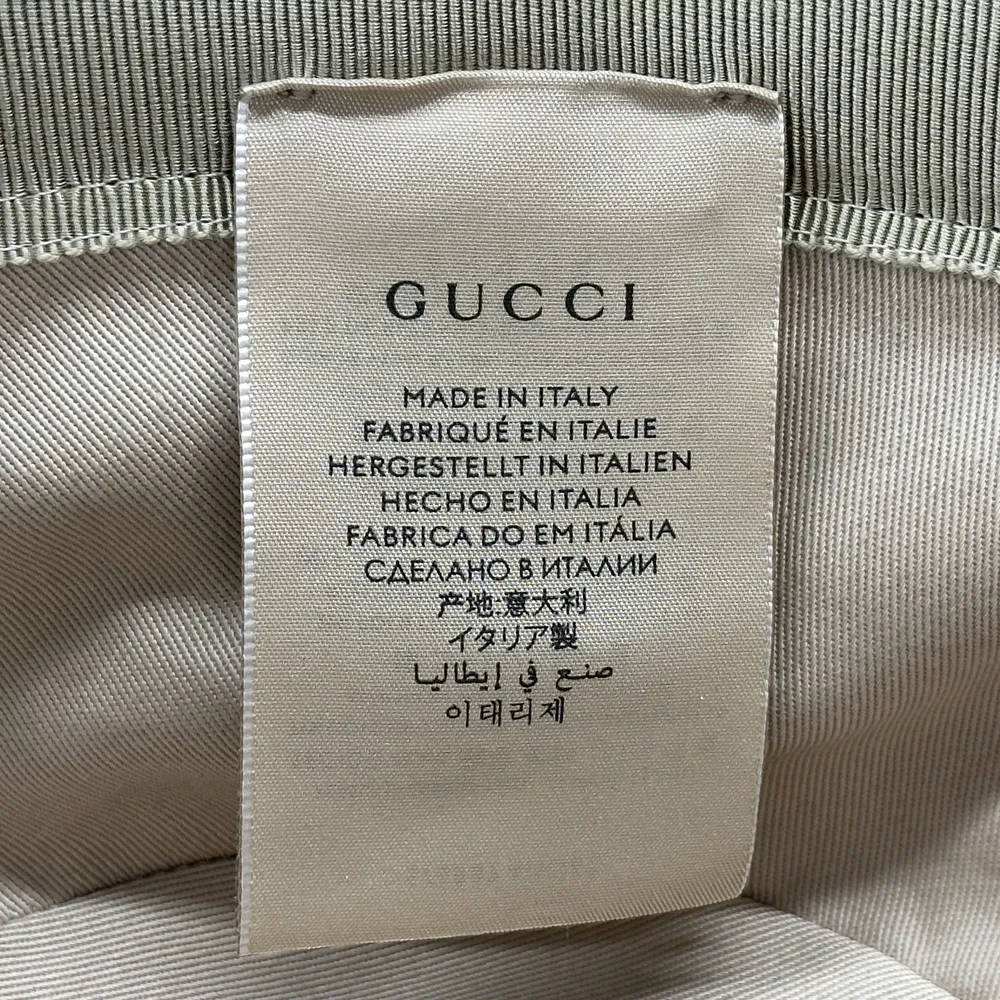 GUCCI
MADE IN ITALY
FABRIQUÉ EN ITALIE
HERGESTELLT IN ITALIEN
HECHO EN ITALIA
FABRICA DO EM ITÁLIA
СДЕЛАНО В ИТАЛИИ
产地:意大利
イタリア製
صنع في إيطاليا
이태리제